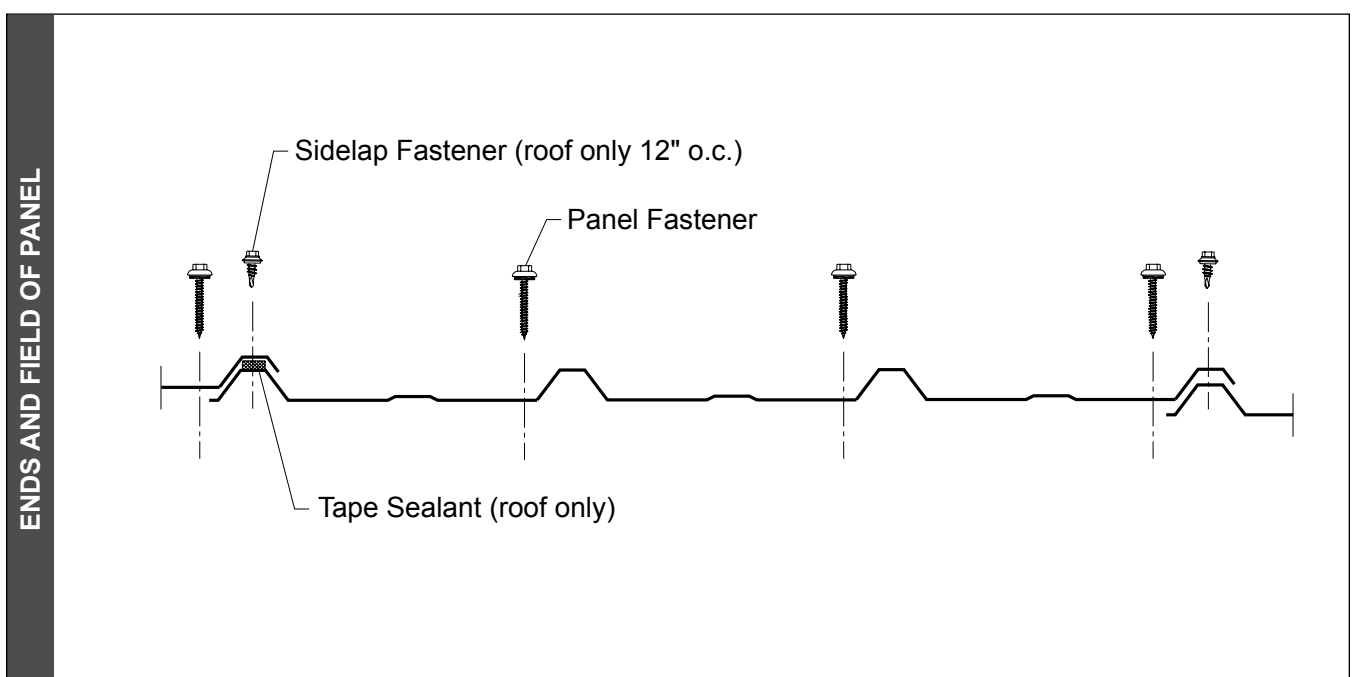 ENDS AND FIELD OF PANEL
Sidelap Fastener (roof only 12" o.c.)
Panel Fastener
Tape Sealant (roof only)